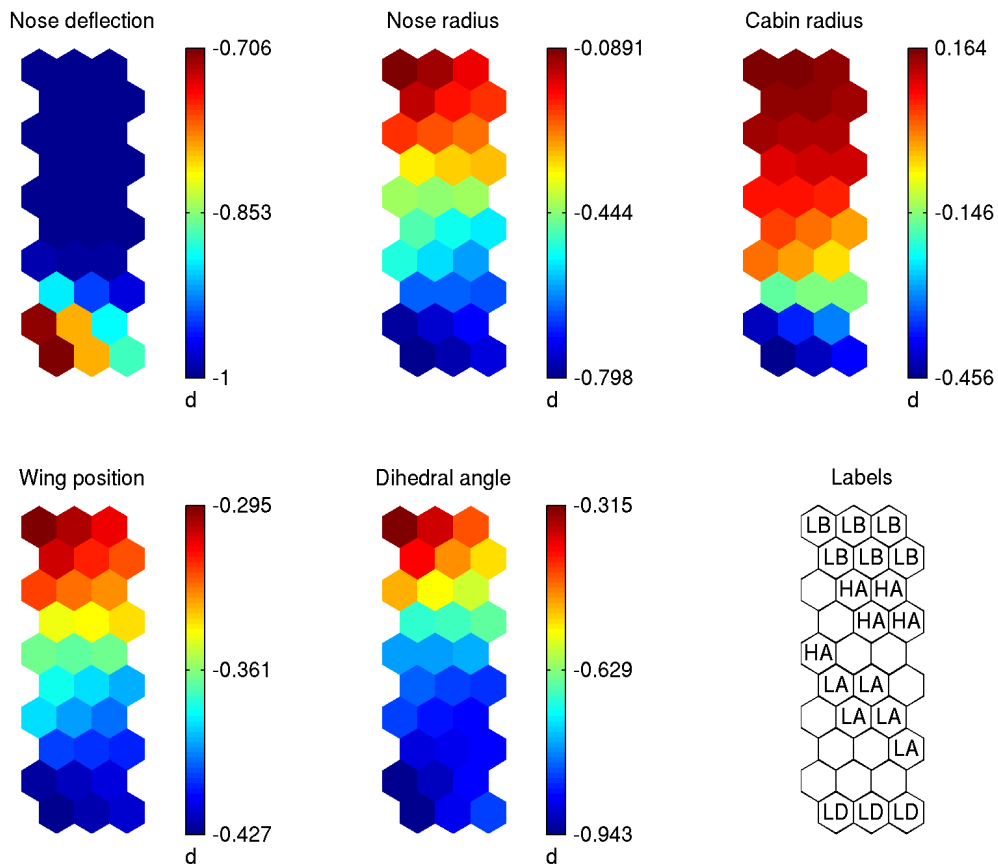 Nose deflection
-0.706
-0.853
-1
d
Nose radius
-0.0891
-0.444
-0.798
d
Cabin radius
0.164
-0.146
-0.456
d
Wing position
-0.295
-0.361
-0.427
d
Dihedral angle
-0.315
-0.629
-0.943
d
Labels
LB LB LB
LB LB LB
HA HA
HA HA
HA
LA LA
LA LA
LA
LD LD LD